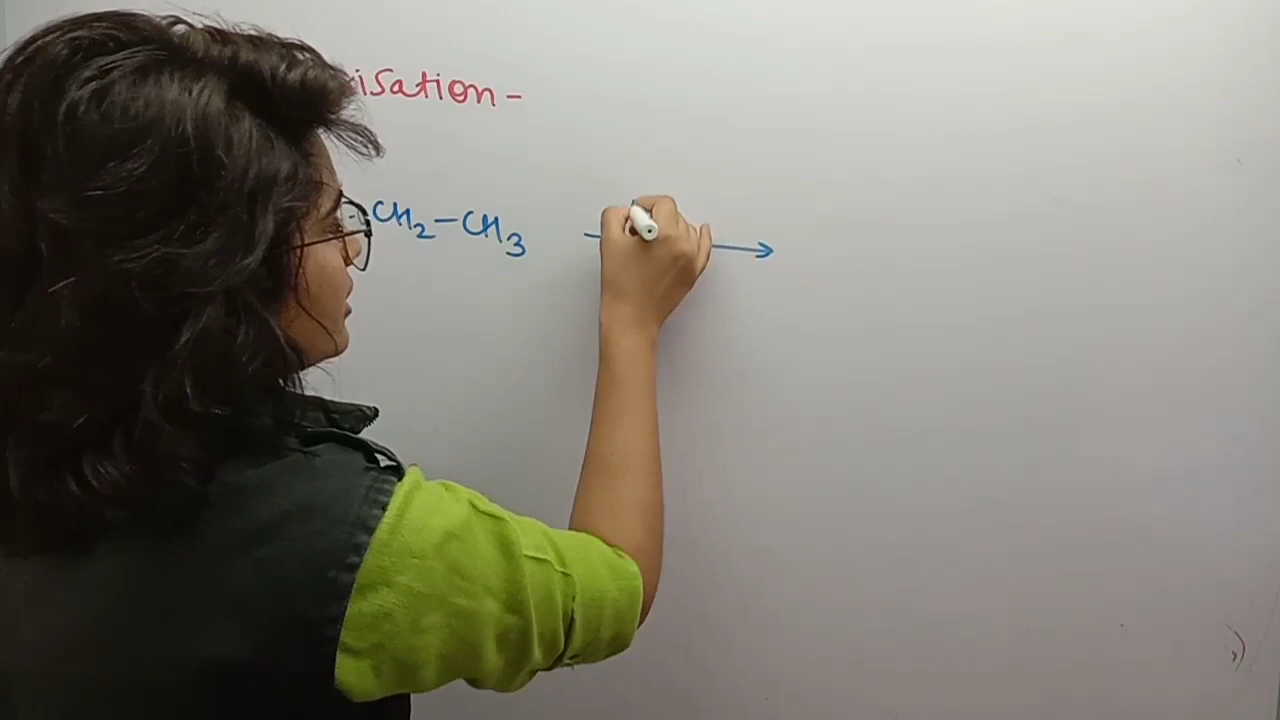 isation -
-CH₂-CH₃ →